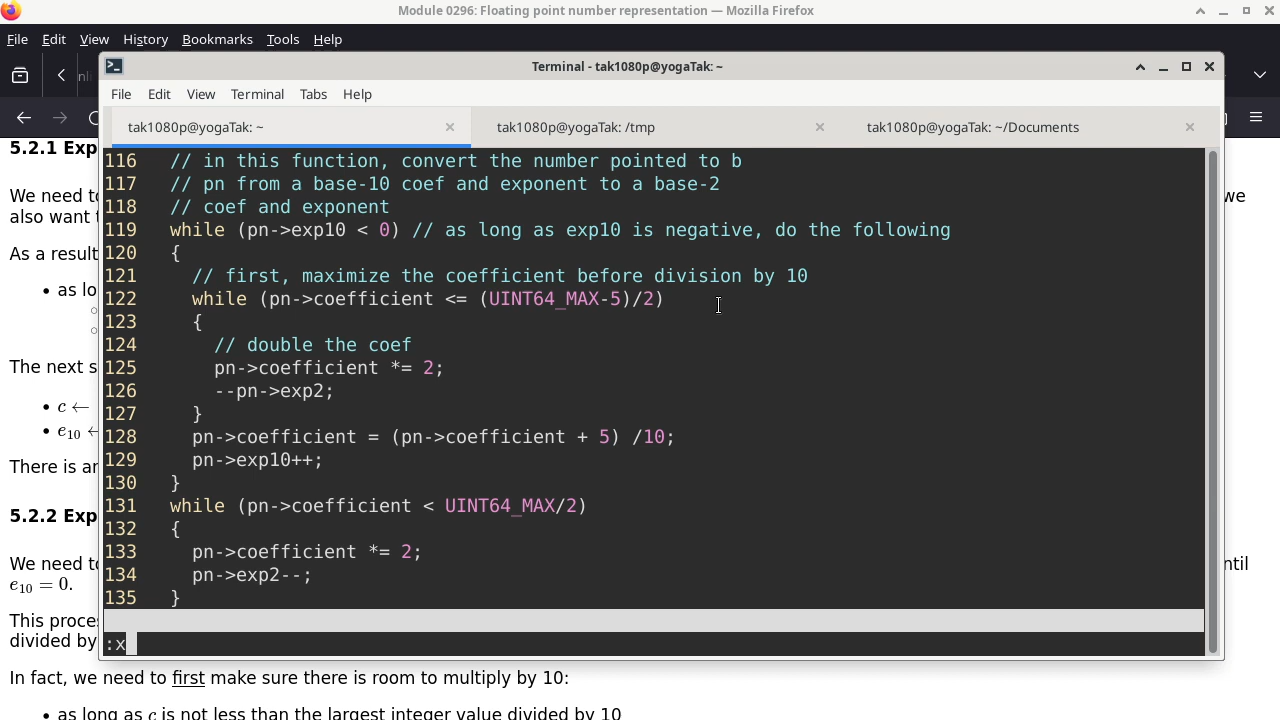 Module 0296: Floating point number representation — Mozilla Firefox
File Edit View History Bookmarks Tools Help
Terminal - tak1080p@yogaTak: ~
File Edit View Terminal Tabs Help
tak1080p@yogaTak: ~ tak1080p@yogaTak: /tmp tak1080p@yogaTak: ~/Documents
5.2.1 Exp
We need to we
also want t
As a result
• as lo
The next s
• c ←
• e₁₀ ←
There is an
5.2.2 Exp
We need to ntil
e₁₀ = 0.
This proces
divided by
In fact, we need to first make sure there is room to multiply by 10:
• as long as c is not less than the largest integer value divided by 10
116 // in this function, convert the number pointed to b
117 // pn from a base-10 coef and exponent to a base-2
118 // coef and exponent
119 while (pn->exp10 < 0) // as long as exp10 is negative, do the following
120 {
121 // first, maximize the coefficient before division by 10
122 while (pn->coefficient <= (UINT64_MAX-5)/2)
123 {
124 // double the coef
125 pn->coefficient *= 2;
126 --pn->exp2;
127 }
128 pn->coefficient = (pn->coefficient + 5) /10;
129 pn->exp10++;
130 }
131 while (pn->coefficient < UINT64_MAX/2)
132 {
133 pn->coefficient *= 2;
134 pn->exp2--;
135 }
:x